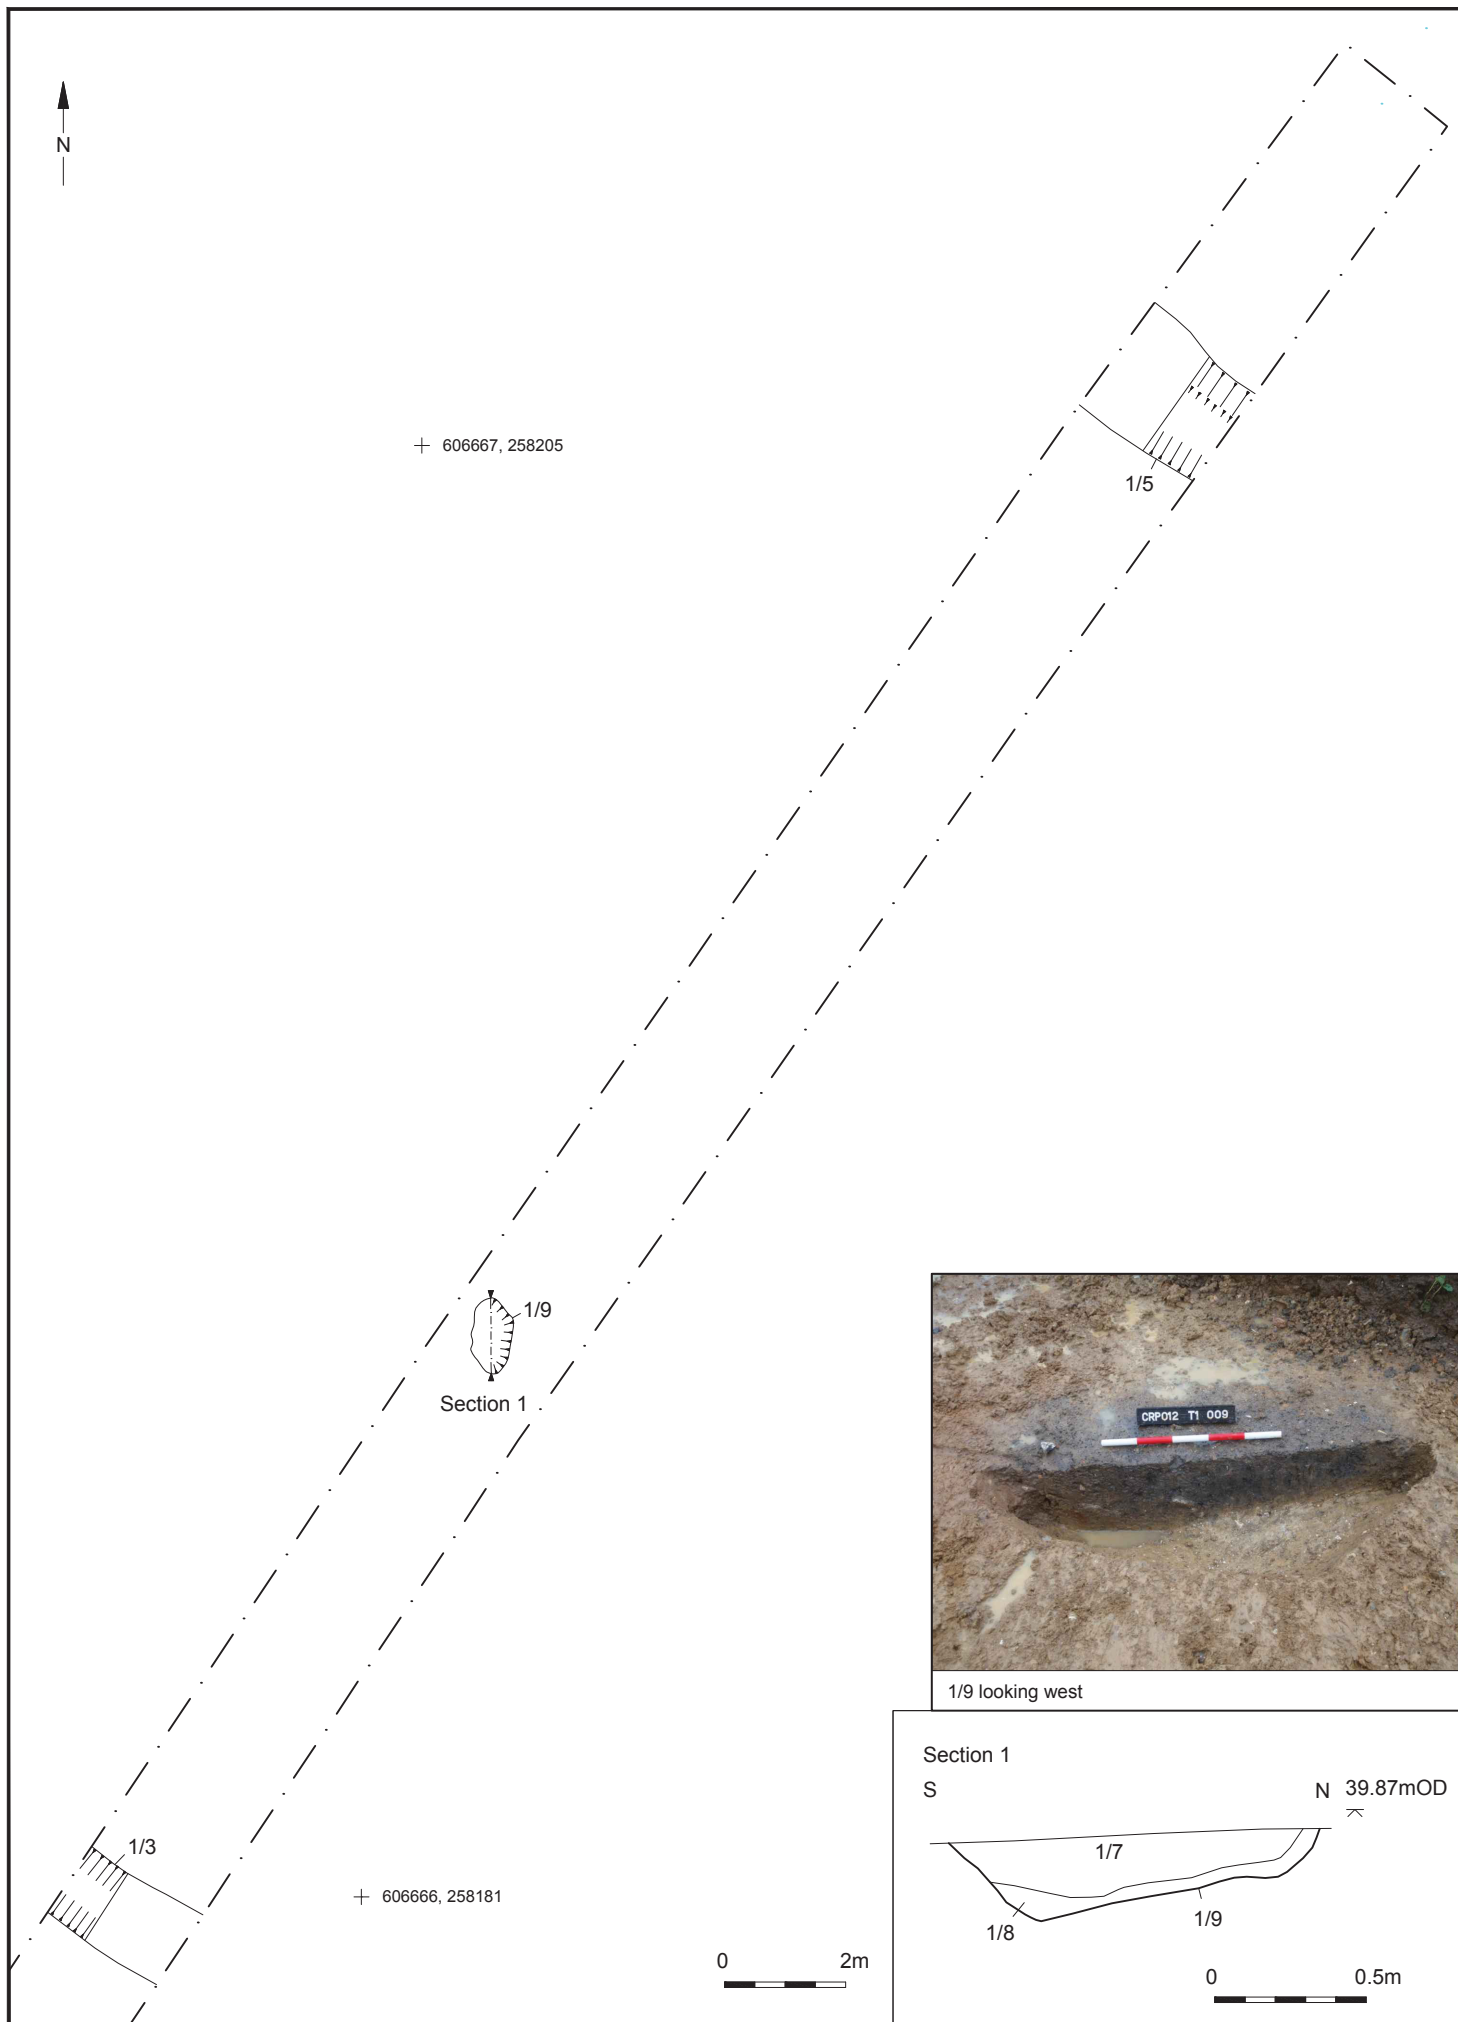 N
606667, 258205
1/5
1/9
Section 1
CRP012 T1 009
1/9 looking west
Section 1
S
N 39.87mOD
1/7
1/8
1/9
1/3
606666, 258181
0 2m
0 0.5m